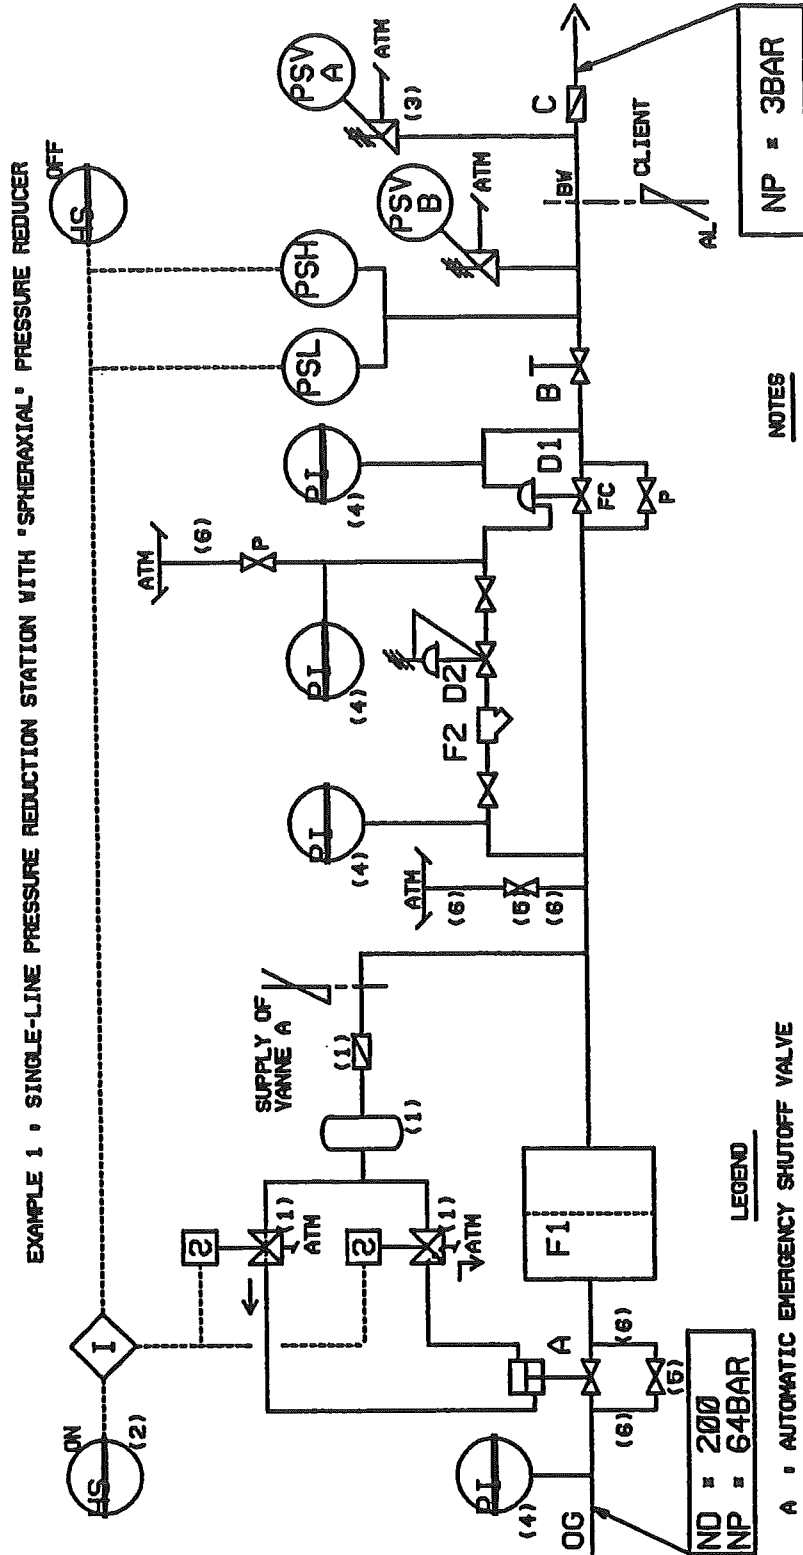 EXAMPLE 1 : SINGLE-LINE PRESSURE REDUCTION STATION WITH "SPHERAXIAL" PRESSURE REDUCER
HS
ON
(2)
I
HS
OFF
S
(1)
ATM
S
(1)
ATM
SUPPLY OF
VANNE A
(1)
(1)
ATM
(6)
(5)
(6)
PI
(4)
F2
D2
PI
(4)
ATM
(6)
P
PI
(4)
D1
FC
P
PSL
PSH
B
PSV
B
ATM
PSV
A
ATM
(3)
BW
C
CLIENT
AL
NP = 3BAR
PI
(4)
OG
ND = 200
NP = 64BAR
A
(6)
(6)
(5)
F1
LEGEND
NOTES
A : AUTOMATIC EMERGENCY SHUTOFF VALVE